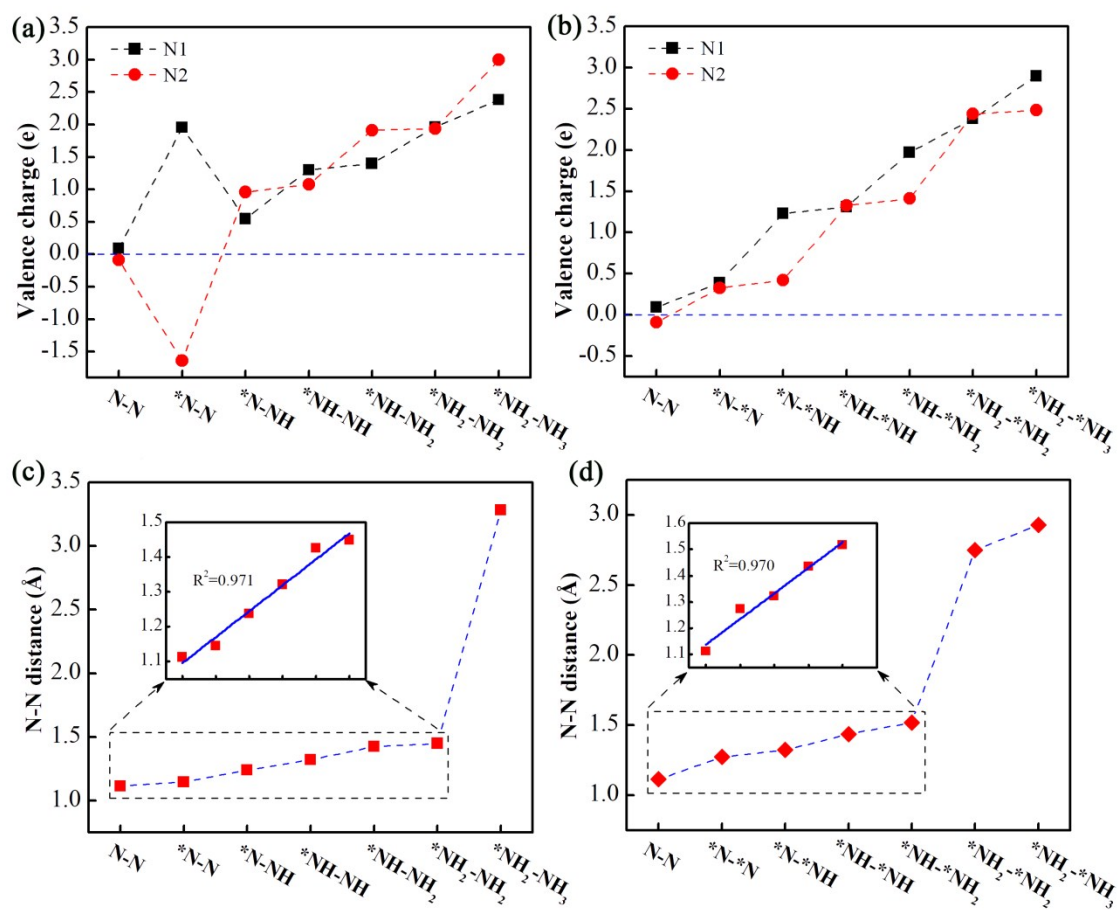 (a)
N1
N2
Valence charge (e)
3.5
3.0
2.5
2.0
1.5
1.0
0.5
0.0
-0.5
-1.0
-1.5
N-N
*N-N
*N-NH
*NH-NH
*NH-NH₂
*NH₂-NH₂
*NH₂-NH₃
(b)
N1
N2
Valence charge (e)
3.5
3.0
2.5
2.0
1.5
1.0
0.5
0.0
-0.5
N-N
*N-*N
*N-*NH
*NH-*NH
*NH-*NH₂
*NH₂-*NH₂
*NH₂-*NH₃
(c)
N-N distance (Å)
3.5
3.0
2.5
2.0
1.5
1.0
1.5
1.4
1.3
1.2
1.1
R²=0.971
N-N
*N-N
*N-NH
*NH-NH
*NH-NH₂
*NH₂-NH₂
*NH₂-NH₃
(d)
N-N distance (Å)
3.0
2.5
2.0
1.5
1.0
1.6
1.5
1.4
1.3
1.2
1.1
R²=0.970
N-N
*N-*N
*N-*NH
*NH-*NH
*NH-*NH₂
*NH₂-*NH₂
*NH₂-*NH₃